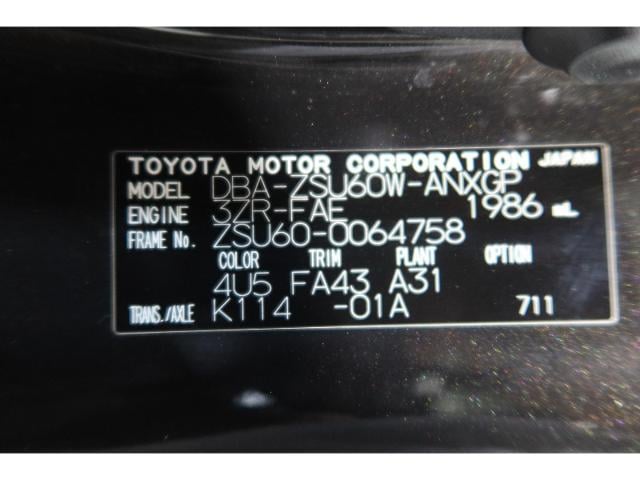 TOYOTA MOTOR CORPORATION JAPAN
MODEL DBA-ZSU60W-ANXGP
ENGINE 3ZR-FAE 1986 mL
FRAME No. ZSU60-0064758
COLOR TRIM PLANT OPTION
4U5 FA43 A31
TRANS./AXLE K114 -01A 711